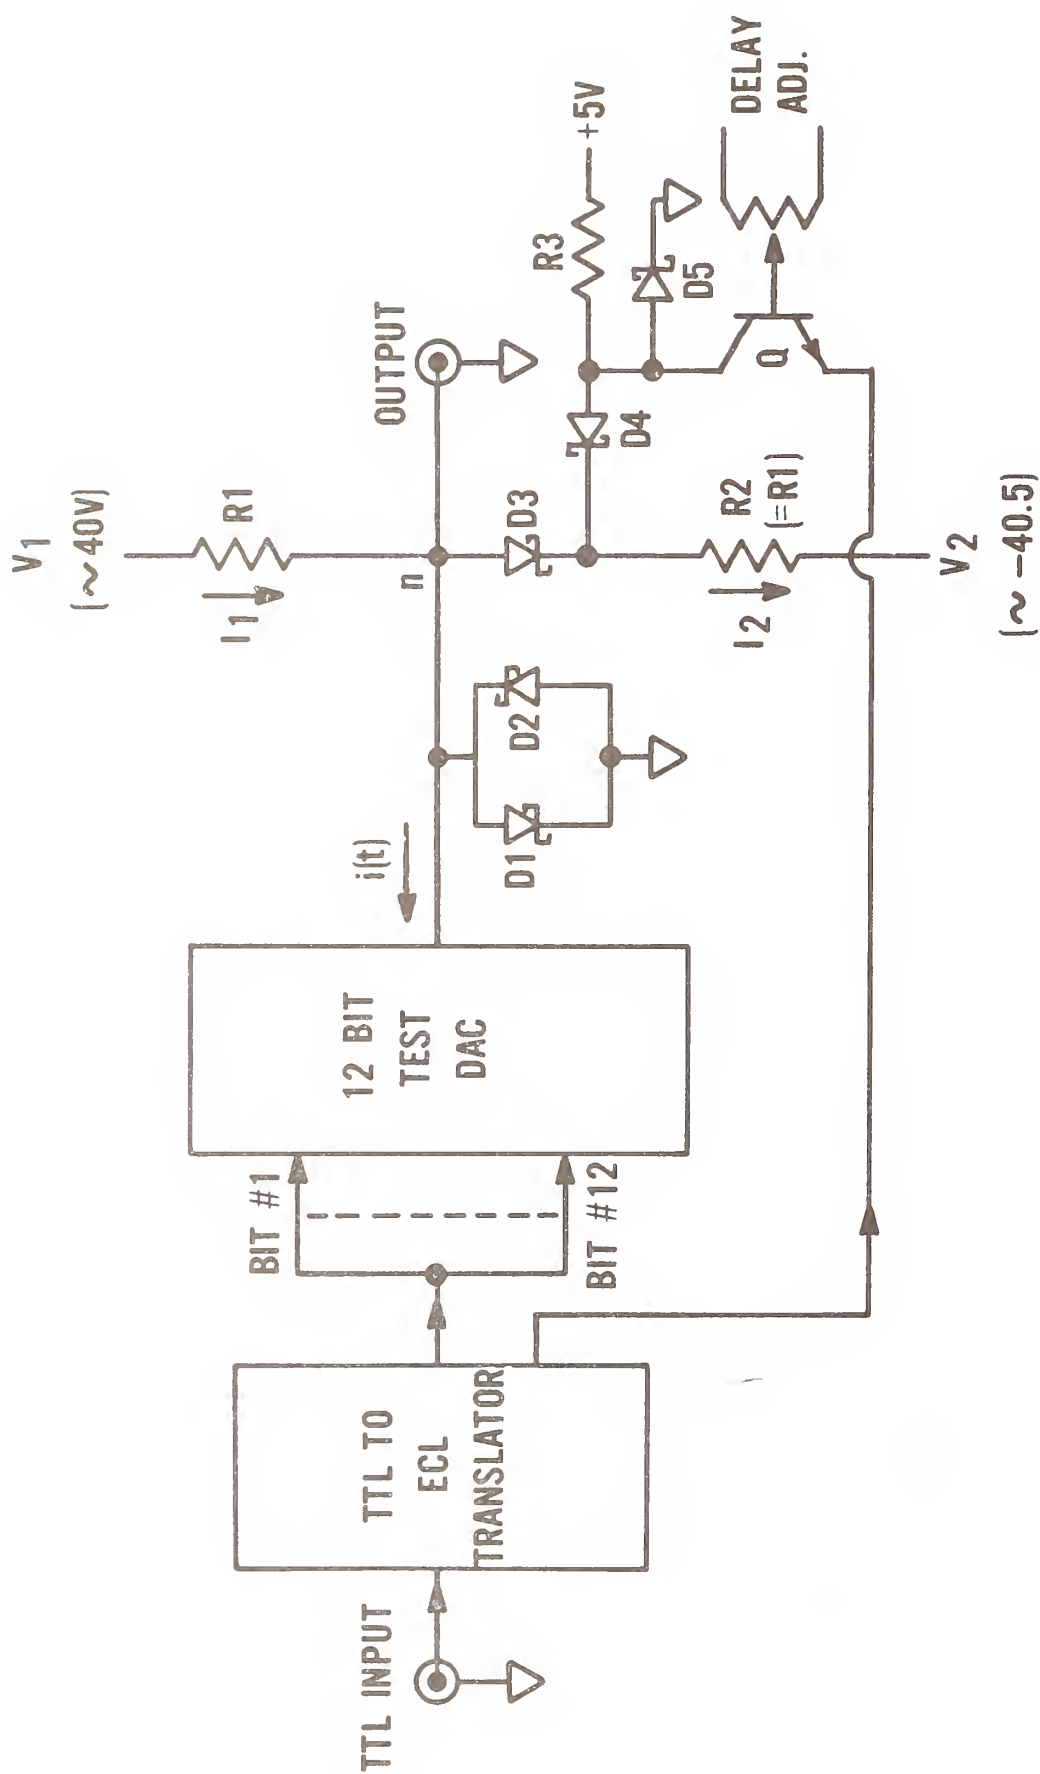 TTL INPUT
TTL TO
ECL
TRANSLATOR
BIT #1
BIT #12
12 BIT
TEST
DAC
i(t)
D1
D2
V1
(~ 40V)
I1
R1
n
D3
OUTPUT
I2
R2
(=R1)
V2
(~ -40.5)
D4
R3
+5V
D5
Q
DELAY
ADJ.